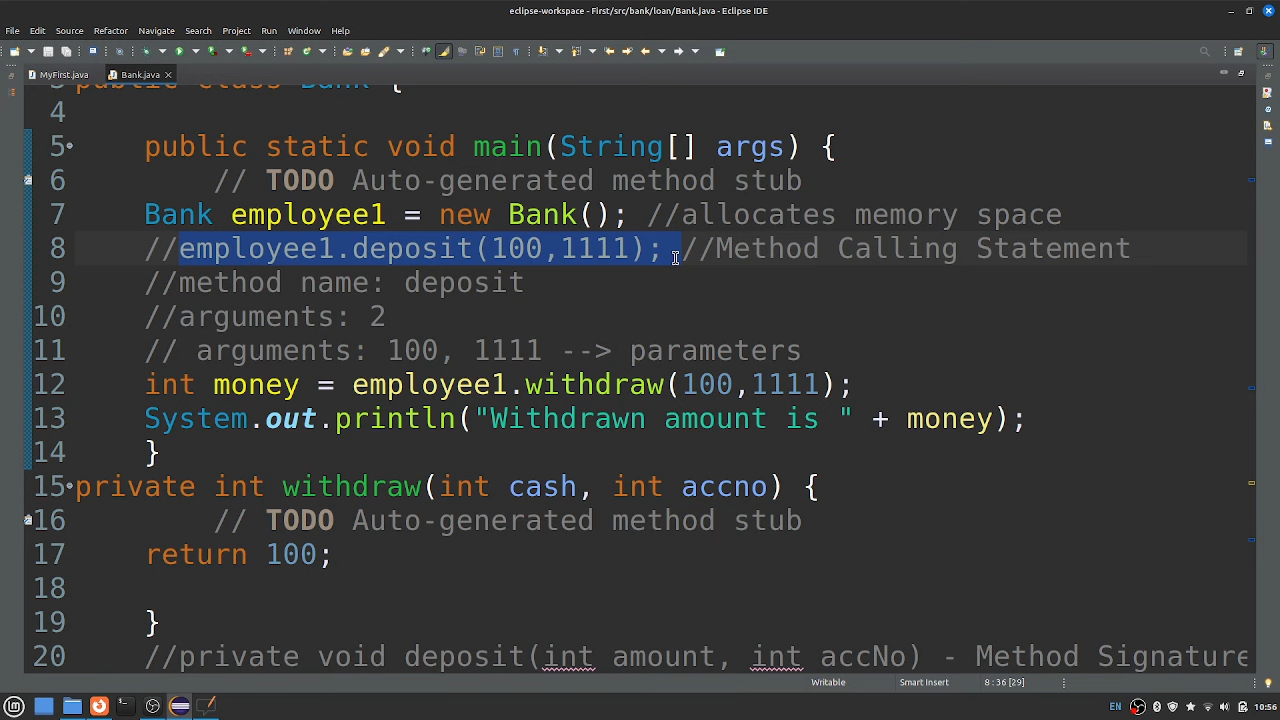 eclipse-workspace - First/src/bank/loan/Bank.java - Eclipse IDE
File Edit Source Refactor Navigate Search Project Run Window Help
MyFirst.java Bank.java
3 public class Bank {
4
5 public static void main(String[] args) {
6 // TODO Auto-generated method stub
7 Bank employee1 = new Bank(); //allocates memory space
8 //employee1.deposit(100,1111); //Method Calling Statement
9 //method name: deposit
10 //arguments: 2
11 // arguments: 100, 1111 --> parameters
12 int money = employee1.withdraw(100,1111);
13 System.out.println("Withdrawn amount is " + money);
14 }
15 private int withdraw(int cash, int accno) {
16 // TODO Auto-generated method stub
17 return 100;
18
19 }
20 //private void deposit(int amount, int accNo) - Method Signature
Writable Smart Insert 8:36 [29]
EN 10:56